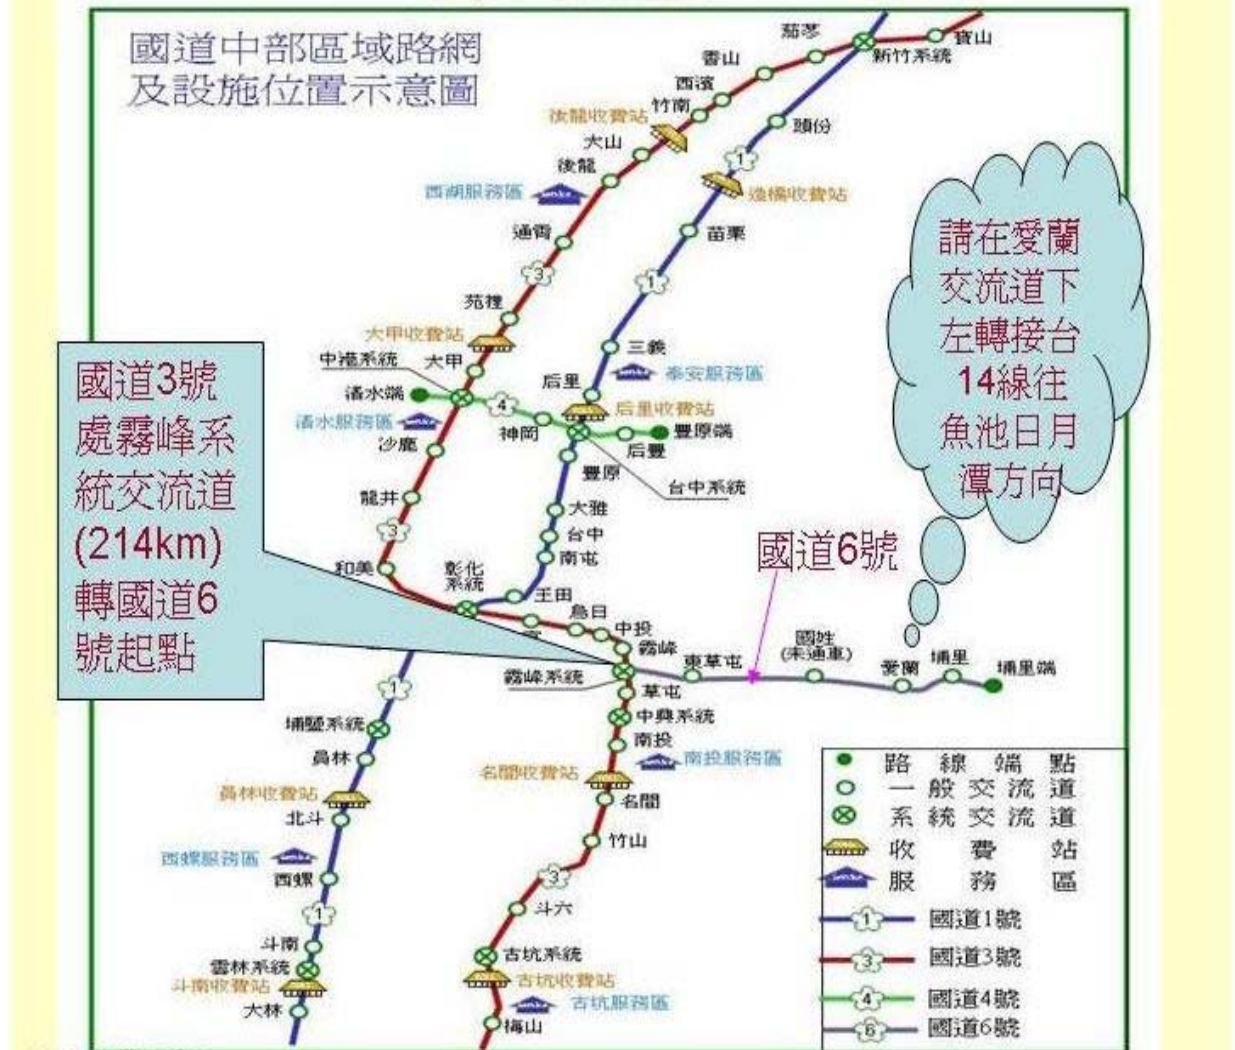 國道中部區域路網
及設施位置示意圖
茄苳
寶山
新竹系統
香山
西濱
竹南
後龍收費站
頭份
大山
1
後龍
西湖服務區
造橋收費站
通霄
苗栗
3
1
苑裡
大甲收費站
三義
中港系統
大甲
泰安服務區
后里
清水端
4
后里收費站
清水服務區
神岡
豐原端
沙鹿
后豐
豐原
台中系統
龍井
大雅
3
台中
南屯
和美
彰化
系統
王田
烏日
中投
霧峰
國道6號
東草屯
國姓
(未通車)
愛蘭
埔里
埔里端
霧峰系統
草屯
1
中興系統
埔鹽系統
南投
員林
南投服務區
名間收費站
員林收費站
名間
北斗
竹山
西螺服務區
西螺
3
斗六
1
斗南
古坑系統
雲林系統
古坑收費站
斗南收費站
古坑服務區
大林
梅山
國道3號
處霧峰系
統交流道
(214km)
轉國道6
號起點
請在愛蘭
交流道下
左轉接台
14線往
魚池日月
潭方向
路線端點
一般交流道
系統交流道
收費站
服務區
1 國道1號
3 國道3號
4 國道4號
6 國道6號